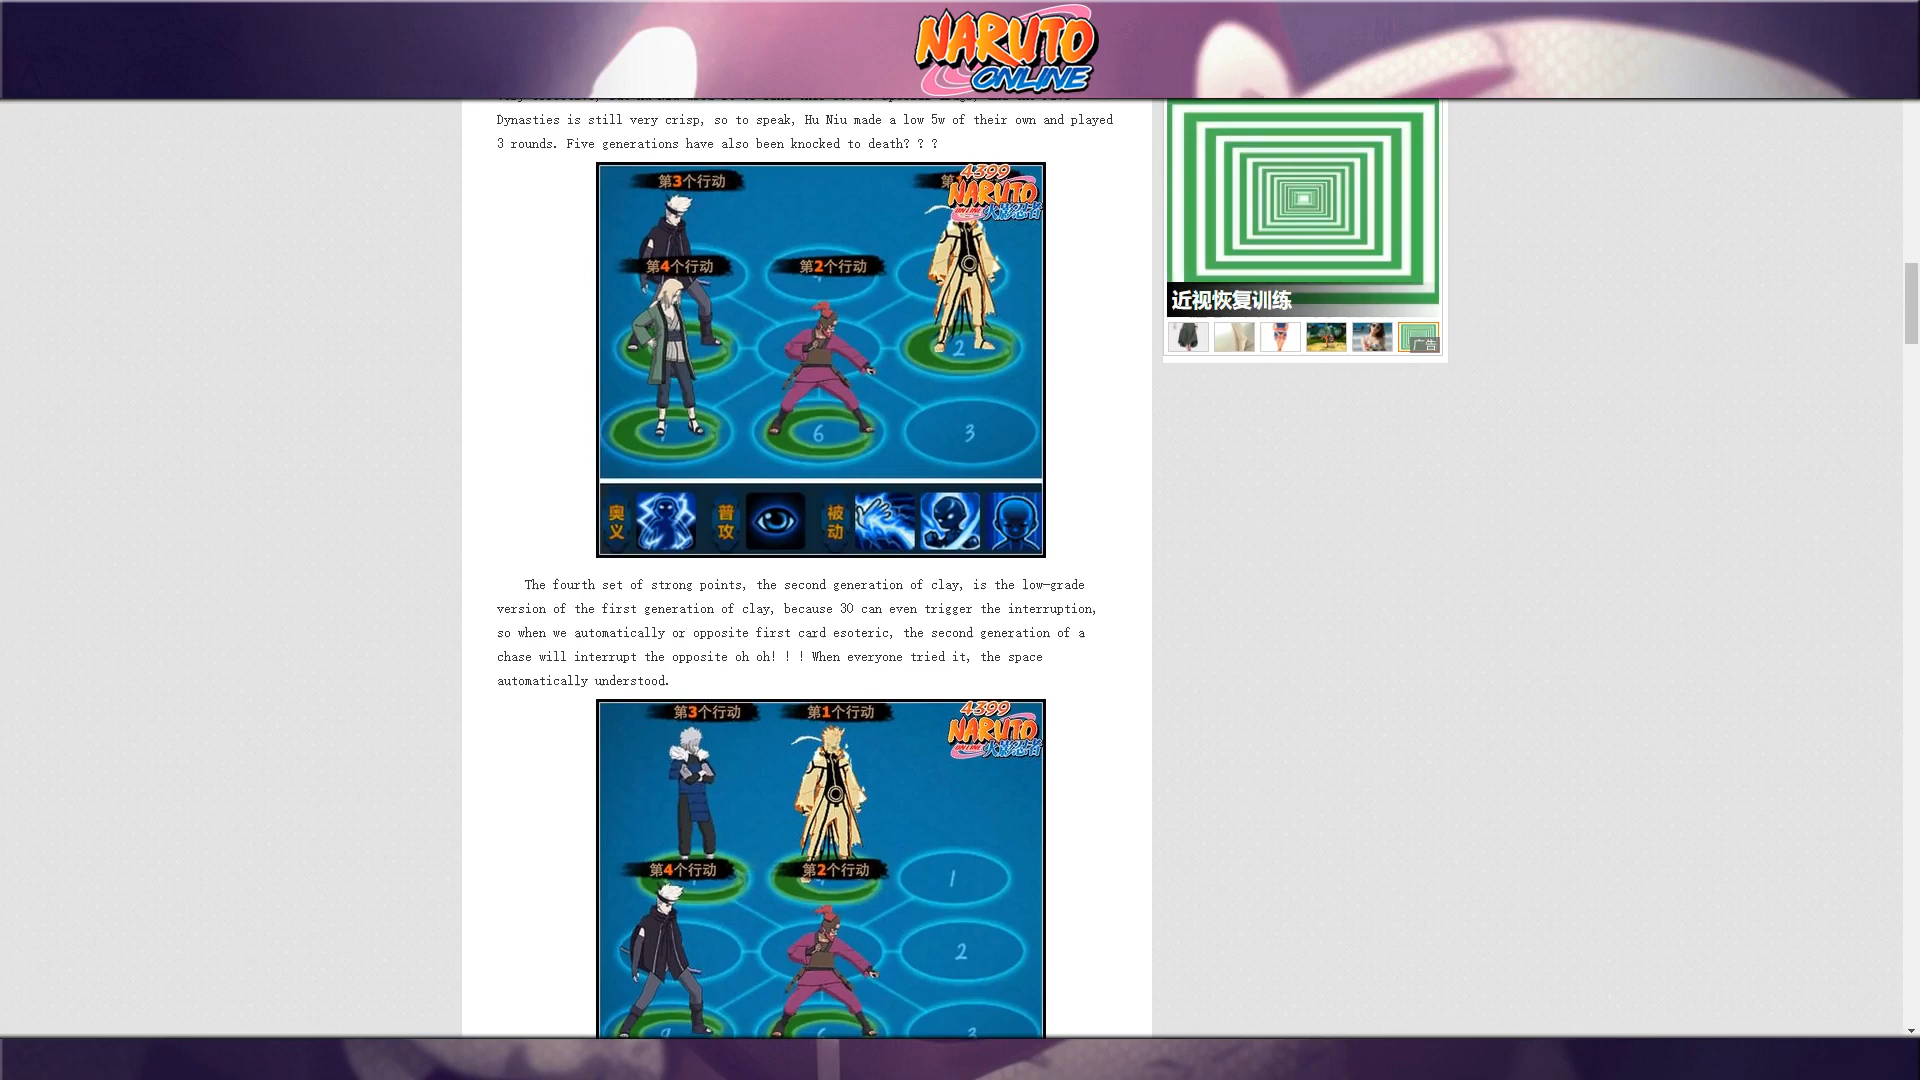 NARUTO
ONLINE
Dynasties is still very crisp, so to speak, Hu Niu made a low 5w of their own and played
3 rounds. Five generations have also been knocked to death? ? ?
第3个行动
4399
NARUTO
ONLINE 火影忍者
第4个行动
第2个行动
2
6
3
奥义
普攻
被动
近视恢复训练
广告
The fourth set of strong points, the second generation of clay, is the low-grade
version of the first generation of clay, because 30 can even trigger the interruption,
so when we automatically or opposite first card esoteric, the second generation of a
chase will interrupt the opposite oh oh! ! ! When everyone tried it, the space
automatically understood.
第3个行动
第1个行动
4399
NARUTO
ONLINE 火影忍者
第4个行动
第2个行动
1
2